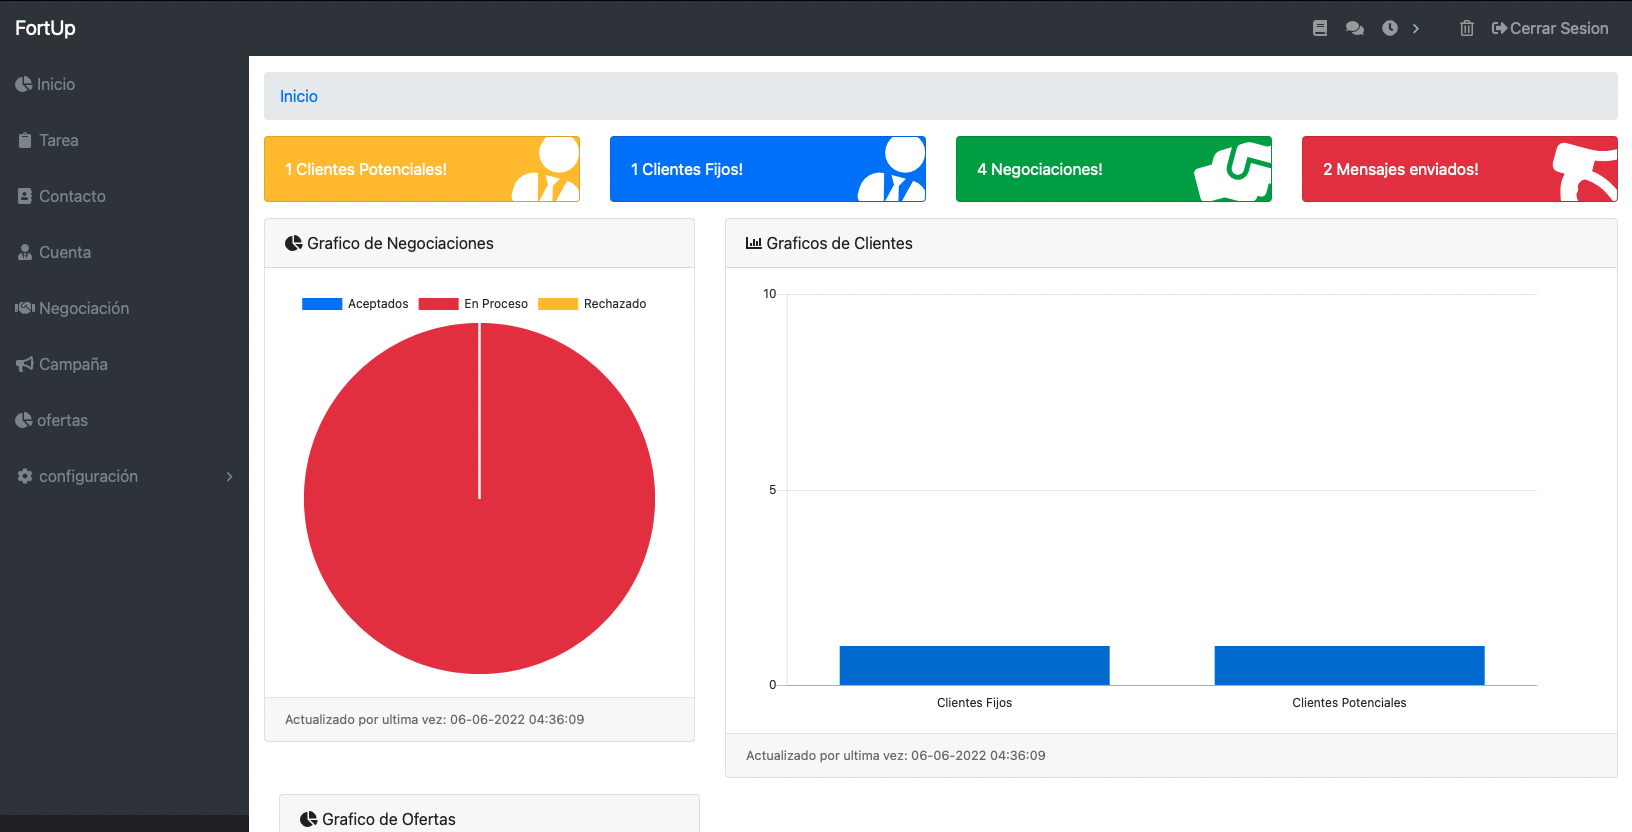 FortUp
Cerrar Sesion
Inicio
Tarea
Contacto
Cuenta
Negociación
Campaña
ofertas
configuración
Inicio
1 Clientes Potenciales!
1 Clientes Fijos!
4 Negociaciones!
2 Mensajes enviados!
Grafico de Negociaciones
Aceptados
En Proceso
Rechazado
Actualizado por ultima vez: 06-06-2022 04:36:09
Graficos de Clientes
10
5
0
Clientes Fijos
Clientes Potenciales
Actualizado por ultima vez: 06-06-2022 04:36:09
Grafico de Ofertas